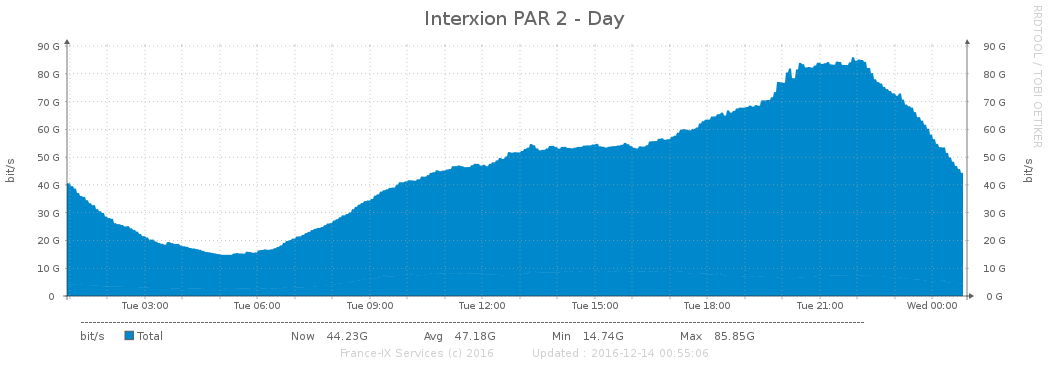 Interxion PAR 2 - Day
RRDTOOL / TOBI OETIKER
bit/s
90 G
80 G
70 G
60 G
50 G
40 G
30 G
20 G
10 G
0
90 G
80 G
70 G
60 G
50 G
40 G
30 G
20 G
10 G
0 G
bit/s
Tue 03:00 Tue 06:00 Tue 09:00 Tue 12:00 Tue 15:00 Tue 18:00 Tue 21:00 Wed 00:00
bit/s Total Now 44.23G Avg 47.18G Min 14.74G Max 85.85G
France-IX Services (c) 2016 Updated : 2016-12-14 00:55:06